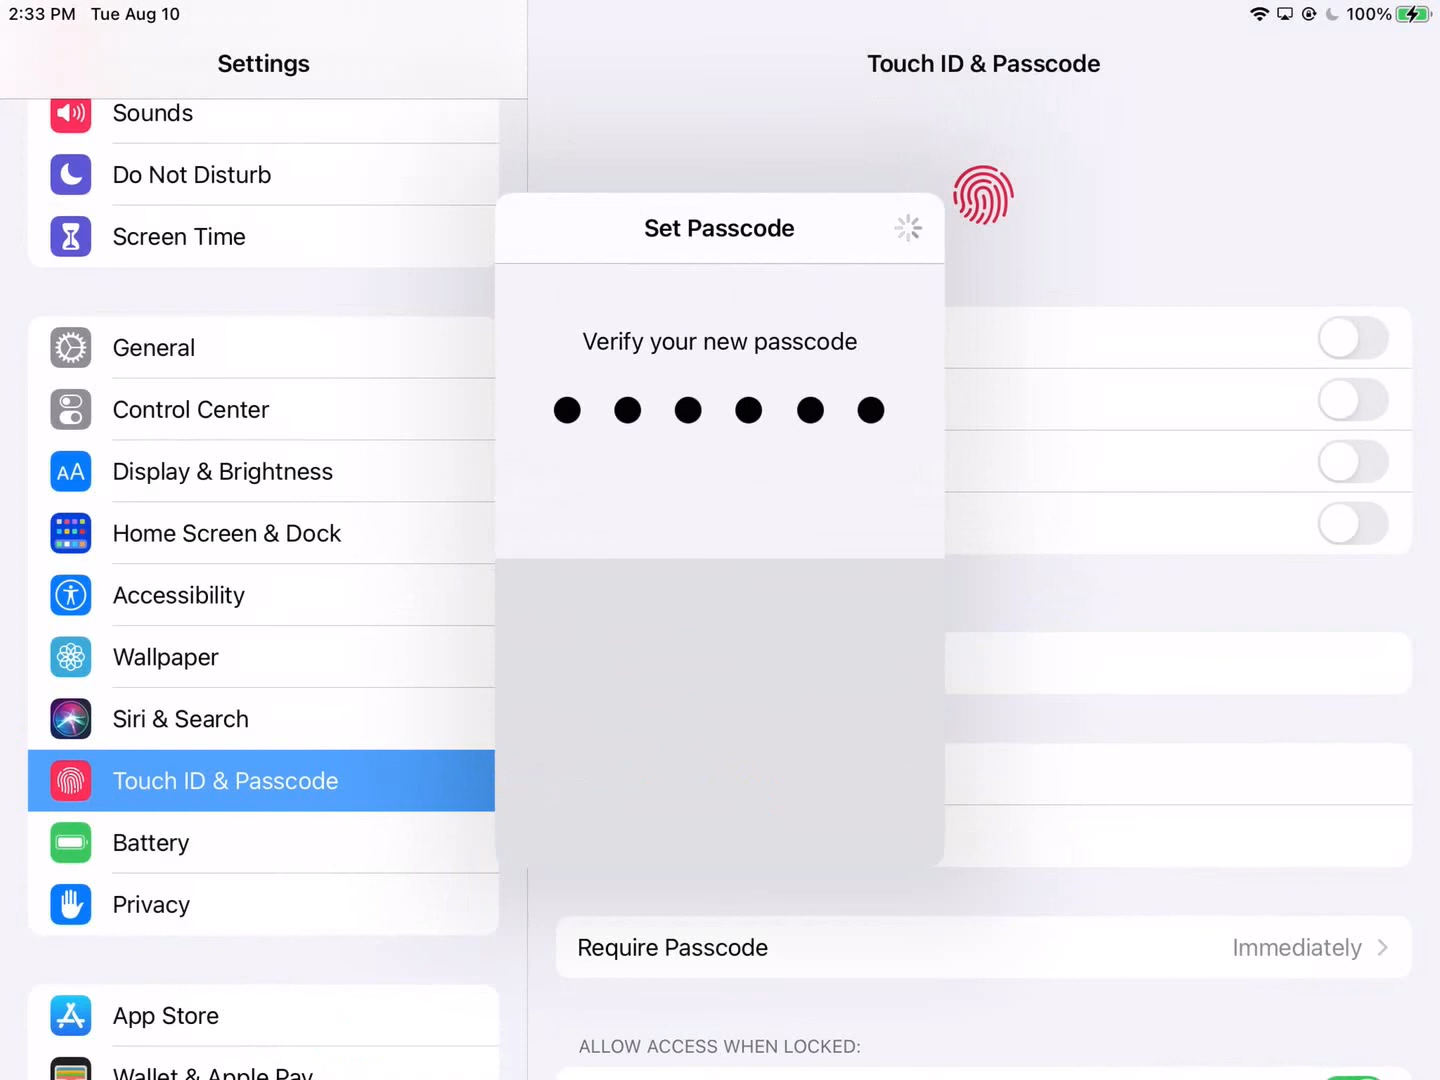 2:33 PM Tue Aug 10
100%
Settings
Sounds
Do Not Disturb
Screen Time
General
Control Center
AA Display & Brightness
Home Screen & Dock
Accessibility
Wallpaper
Siri & Search
Touch ID & Passcode
Battery
Privacy
App Store
Wallet & Apple Pay
Touch ID & Passcode
Set Passcode
Verify your new passcode
Require Passcode Immediately
ALLOW ACCESS WHEN LOCKED: